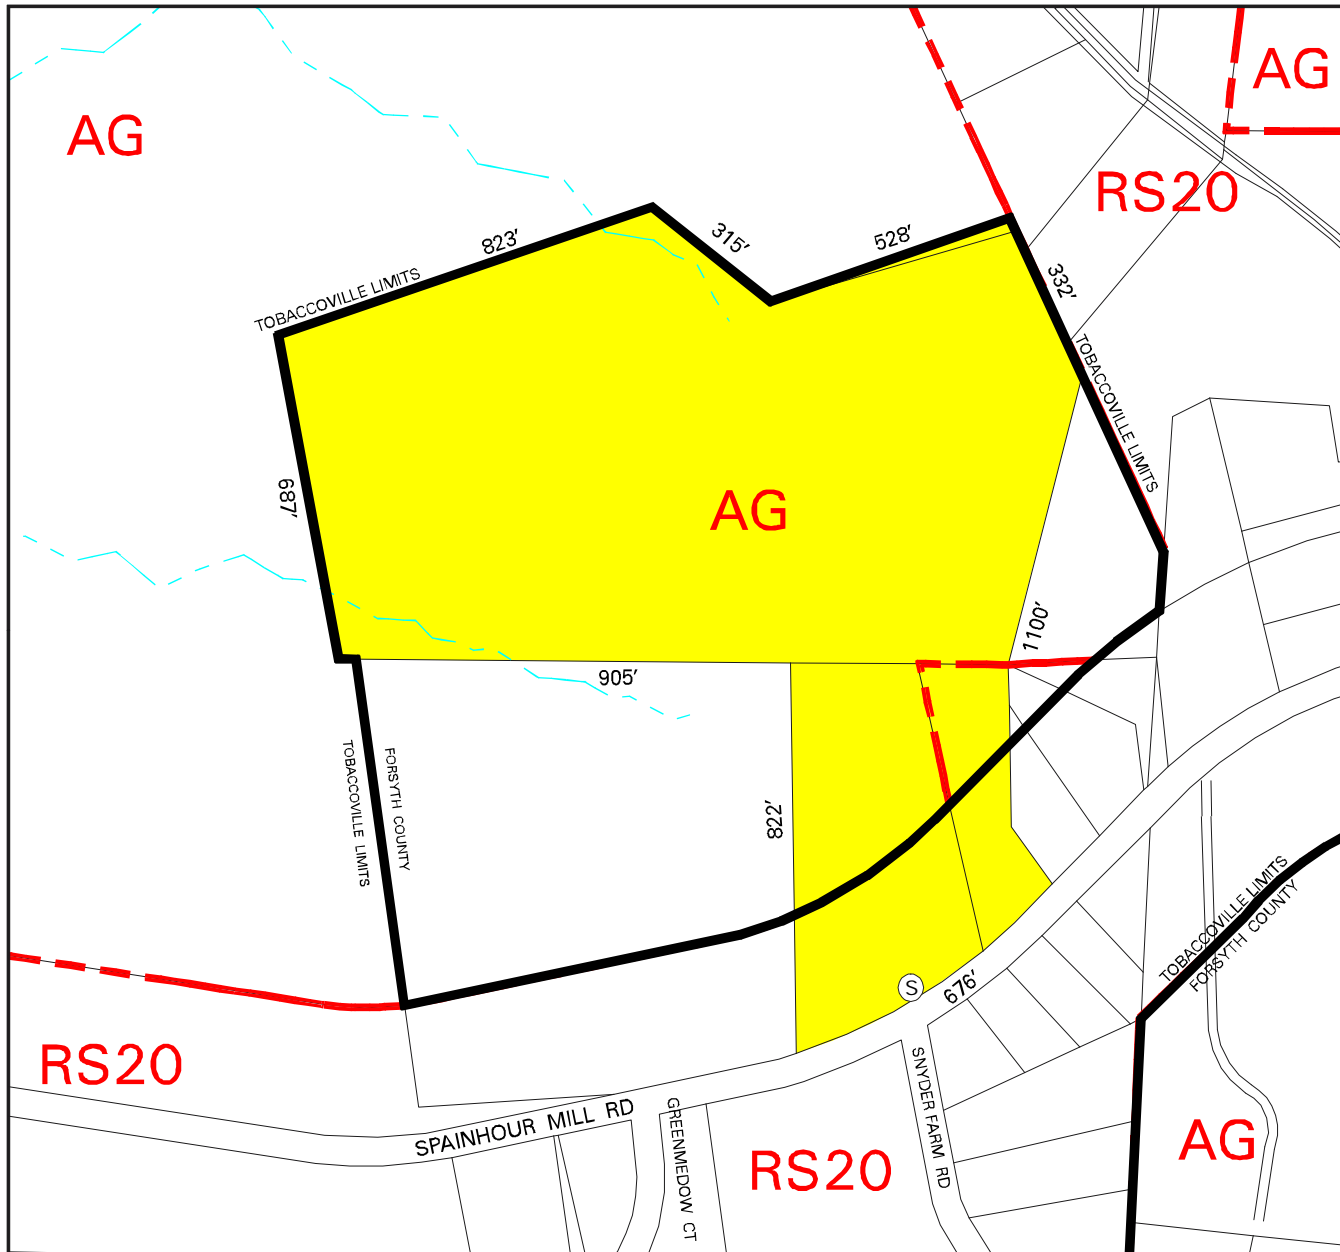 AG
AG
RS20
823'
315'
528'
TOBACCOVILLE LIMITS
332'
TOBACCOVILLE LIMITS
687'
AG
1100'
905'
TOBACCOVILLE LIMITS
FORSYTH COUNTY
822'
TOBACCOVILLE LIMITS
FORSYTH COUNTY
S
676'
RS20
SPAINHOUR MILL RD
GREENMEDOW CT
SNYDER FARM RD
RS20
AG